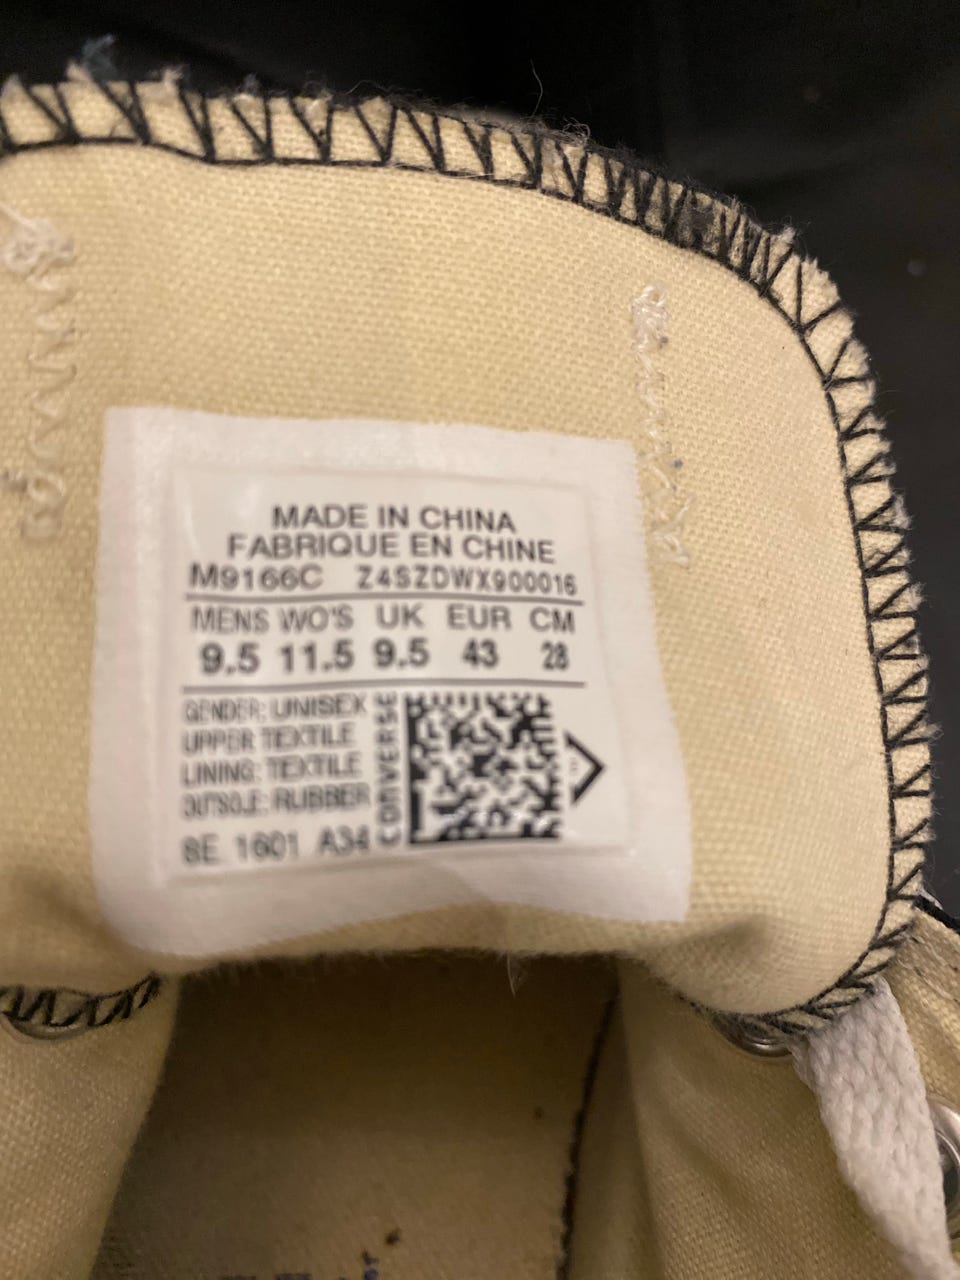 MADE IN CHINA
FABRIQUE EN CHINE
M9166C Z4SZDWX900016
MENS WO'S UK EUR CM
9.5 11.5 9.5 43 28
GENDER: UNISEX
UPPER TEXTILE
LINING: TEXTILE
OUTSOLE: RUBBER
8E 1601 A34
CONVERSE